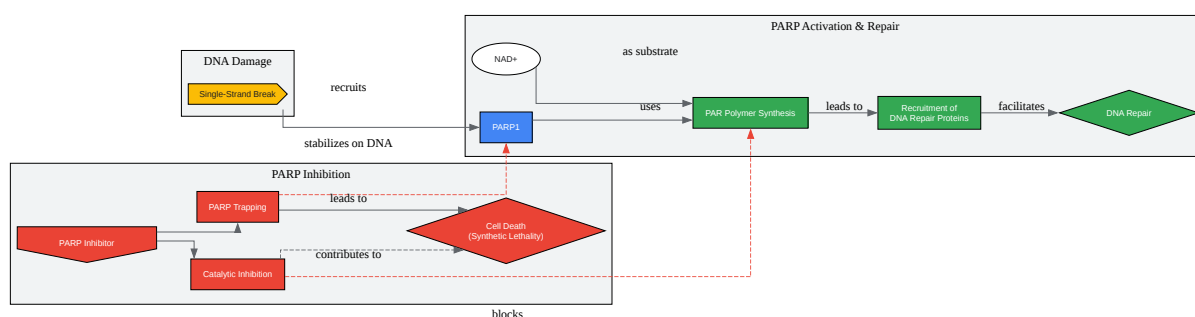 PARP Activation & Repair
NAD+
as substrate
DNA Damage
Single-Strand Break
recruits
uses
PARP1
PAR Polymer Synthesis
leads to
Recruitment of
DNA Repair Proteins
facilitates
DNA Repair
stabilizes on DNA
PARP Inhibition
PARP Trapping
leads to
Cell Death
(Synthetic Lethality)
PARP Inhibitor
contributes to
Catalytic Inhibition
blocks